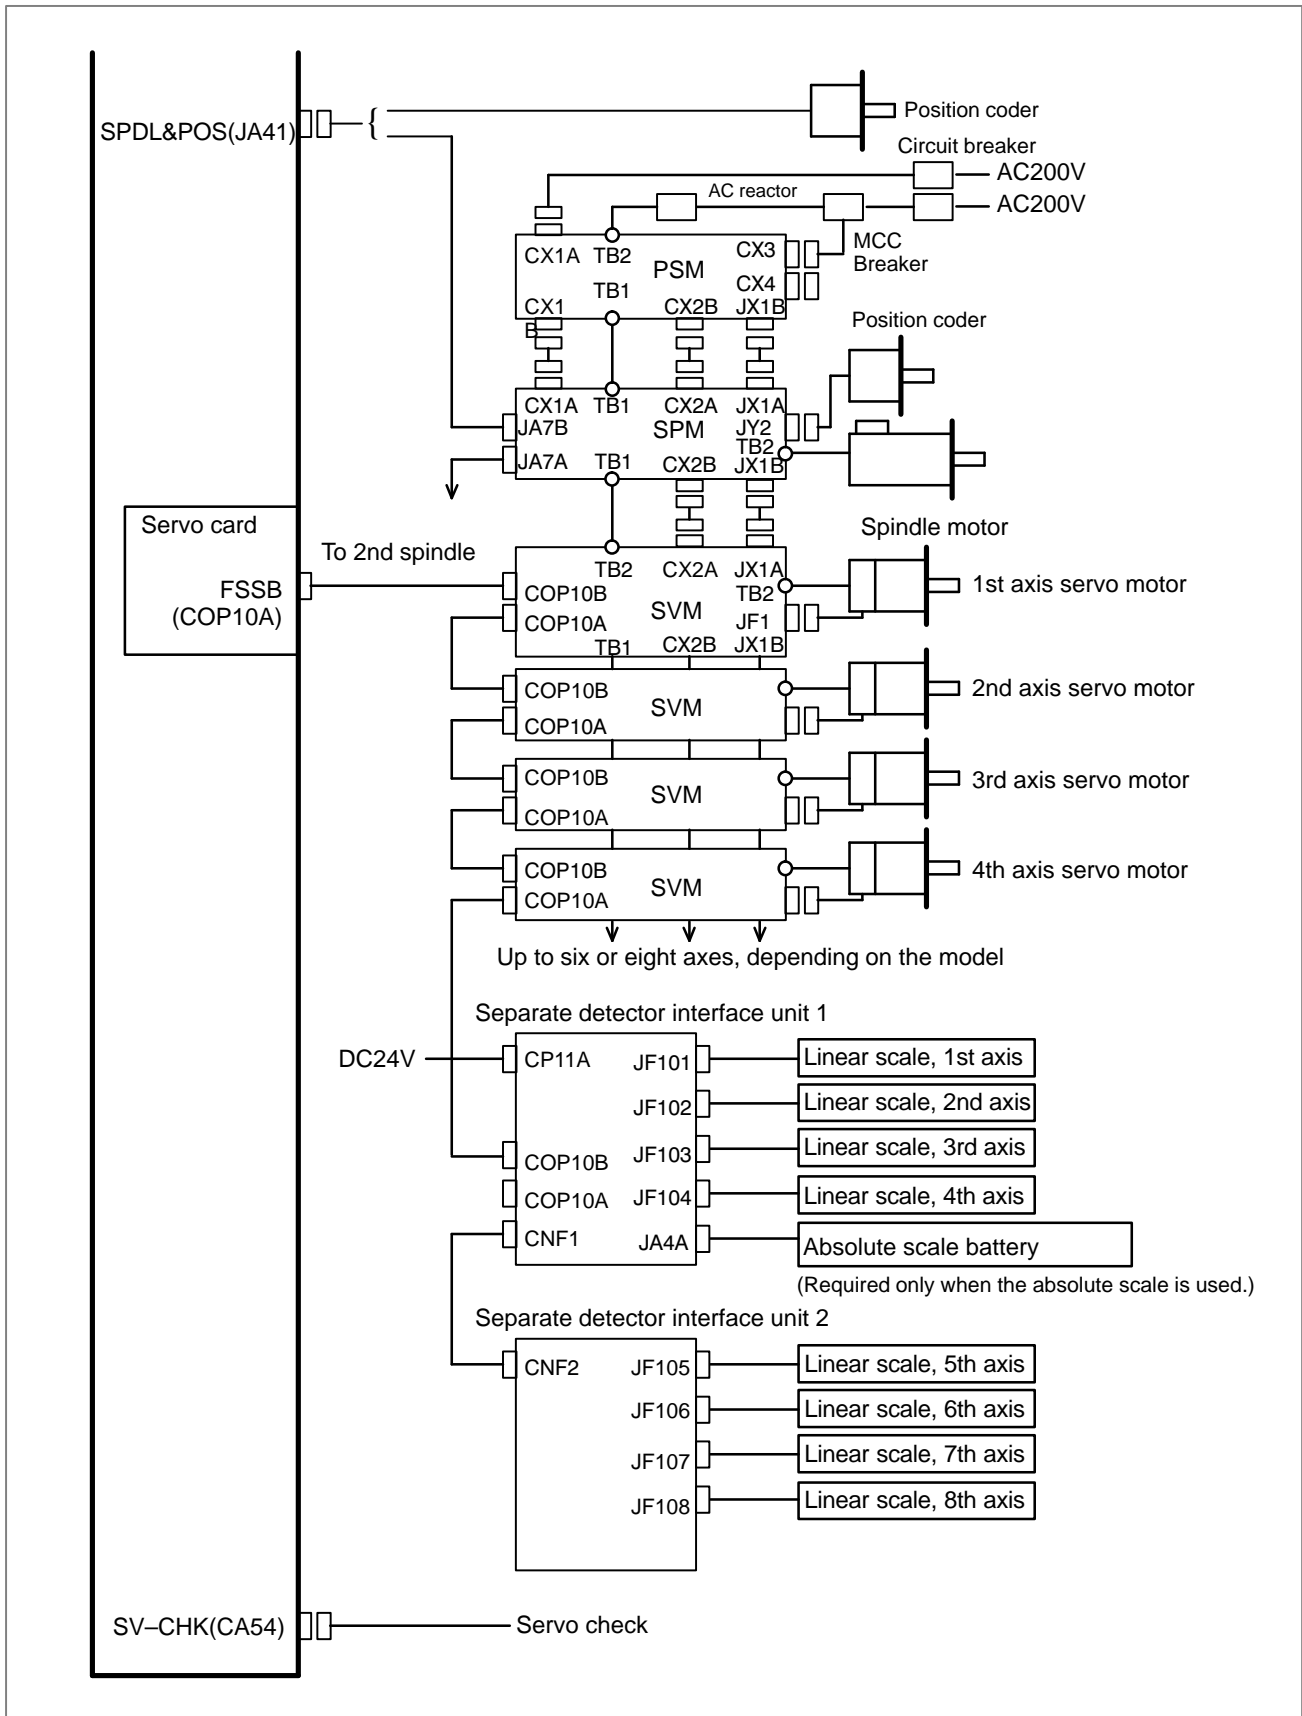 SPDL&POS(JA41)
{
Position coder
Circuit breaker
AC200V
AC reactor
AC200V
MCC
Breaker
CX1A TB2 PSM CX3
TB1 CX4
CX1
B
CX2B JX1B
Position coder
CX1A TB1 CX2A JX1A
JA7B SPM JY2
TB2
JA7A TB1 CX2B JX1B
Servo card
FSSB
(COP10A)
To 2nd spindle
Spindle motor
TB2 CX2A JX1A
COP10B SVM TB2
COP10A JF1
TB1 CX2B JX1B
1st axis servo motor
COP10B SVM
COP10A
2nd axis servo motor
COP10B SVM
COP10A
3rd axis servo motor
COP10B SVM
COP10A
4th axis servo motor
Up to six or eight axes, depending on the model
Separate detector interface unit 1
DC24V
CP11A JF101 Linear scale, 1st axis
JF102 Linear scale, 2nd axis
COP10B JF103 Linear scale, 3rd axis
COP10A JF104 Linear scale, 4th axis
CNF1 JA4A Absolute scale battery
(Required only when the absolute scale is used.)
Separate detector interface unit 2
CNF2 JF105 Linear scale, 5th axis
JF106 Linear scale, 6th axis
JF107 Linear scale, 7th axis
JF108 Linear scale, 8th axis
SV–CHK(CA54) Servo check